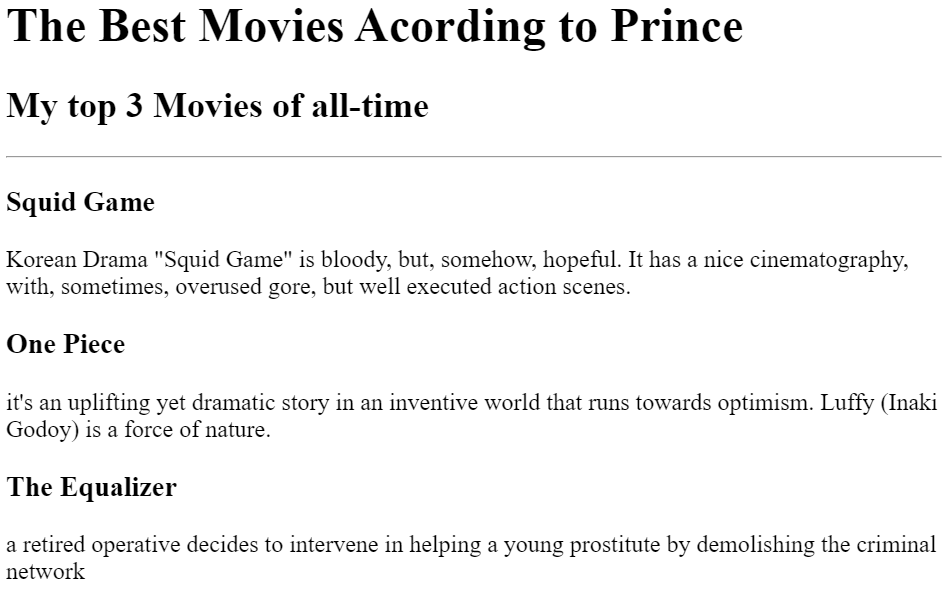 The Best Movies Acording to Prince
My top 3 Movies of all-time
Squid Game
Korean Drama "Squid Game" is bloody, but, somehow, hopeful. It has a nice cinematography,
with, sometimes, overused gore, but well executed action scenes.
One Piece
it's an uplifting yet dramatic story in an inventive world that runs towards optimism. Luffy (Inaki
Godoy) is a force of nature.
The Equalizer
a retired operative decides to intervene in helping a young prostitute by demolishing the criminal
network